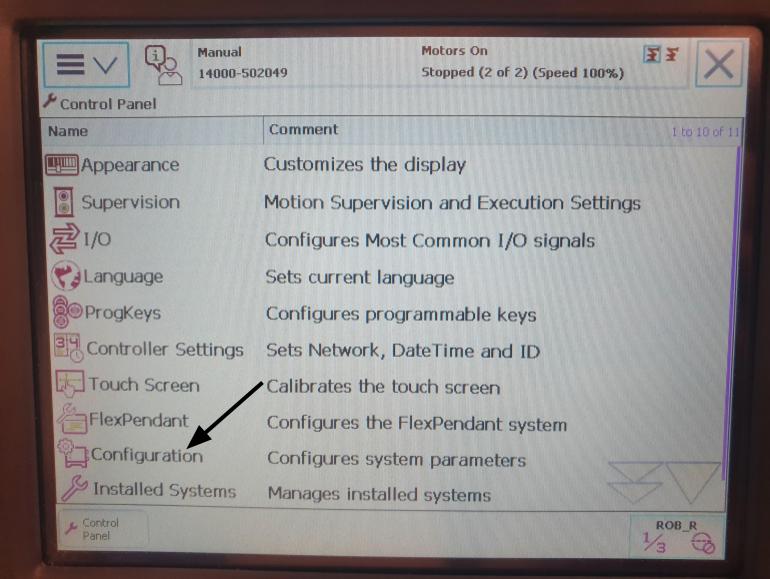 Manual Motors On
14000-502049 Stopped (2 of 2) (Speed 100%)
Control Panel
Name Comment 1 to 10 of 11
Appearance Customizes the display
Supervision Motion Supervision and Execution Settings
I/O Configures Most Common I/O signals
Language Sets current language
ProgKeys Configures programmable keys
Controller Settings Sets Network, DateTime and ID
Touch Screen Calibrates the touch screen
FlexPendant Configures the FlexPendant system
Configuration Configures system parameters
Installed Systems Manages installed systems
Control
Panel
ROB_R
1/3